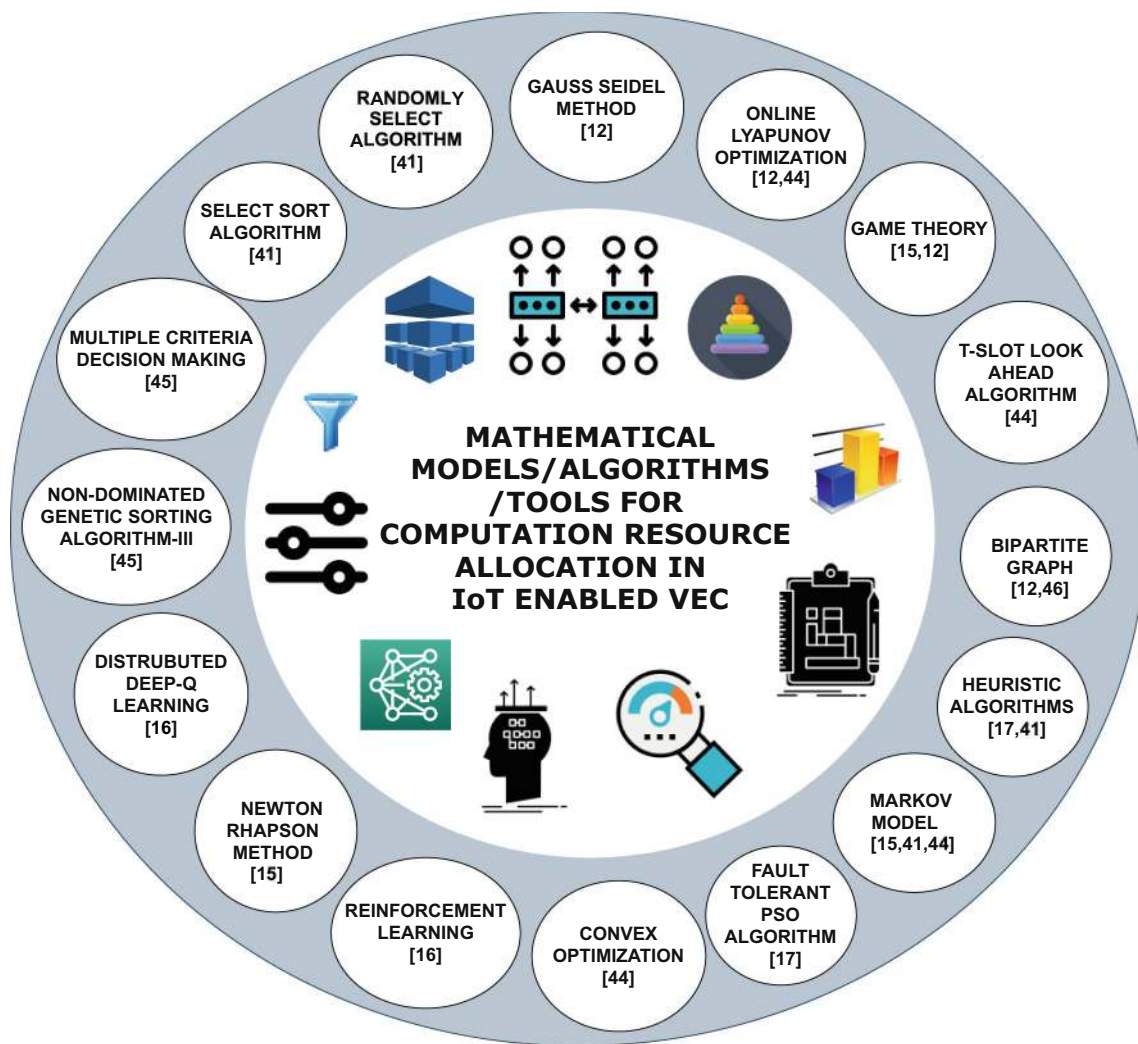 GAUSS SEIDEL
METHOD
[12]
ONLINE
LYAPUNOV
OPTIMIZATION
[12,44]
GAME THEORY
[15,12]
T-SLOT LOOK
AHEAD
ALGORITHM
[44]
BIPARTITE
GRAPH
[12,46]
HEURISTIC
ALGORITHMS
[17,41]
MARKOV
MODEL
[15,41,44]
FAULT
TOLERANT
PSO
ALGORITHM
[17]
CONVEX
OPTIMIZATION
[44]
REINFORCEMENT
LEARNING
[16]
NEWTON
RHAPSON
METHOD
[15]
DISTRUBUTED
DEEP-Q
LEARNING
[16]
NON-DOMINATED
GENETIC SORTING
ALGORITHM-III
[45]
MULTIPLE CRITERIA
DECISION MAKING
[45]
SELECT SORT
ALGORITHM
[41]
RANDOMLY
SELECT
ALGORITHM
[41]
MATHEMATICAL
MODELS/ALGORITHMS
/TOOLS FOR
COMPUTATION RESOURCE
ALLOCATION IN
IoT ENABLED VEC